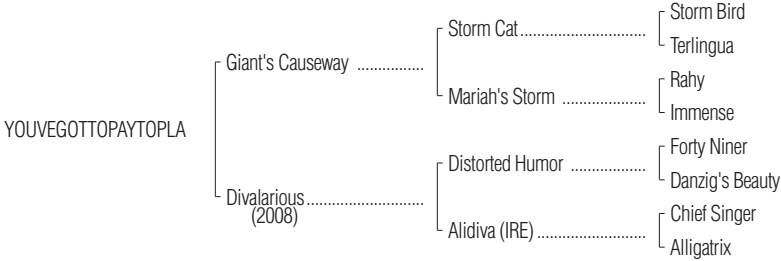 Storm Bird
Storm Cat..............................
Terlingua
Giant's Causeway ................
Rahy
Mariah's Storm ....................
Immense
YOUVEGOTTOPAYTOPLA
Forty Niner
Distorted Humor ..................
Danzig's Beauty
Divalarious............................
(2008)
Chief Singer
Alidiva (IRE)..........................
Alligatrix